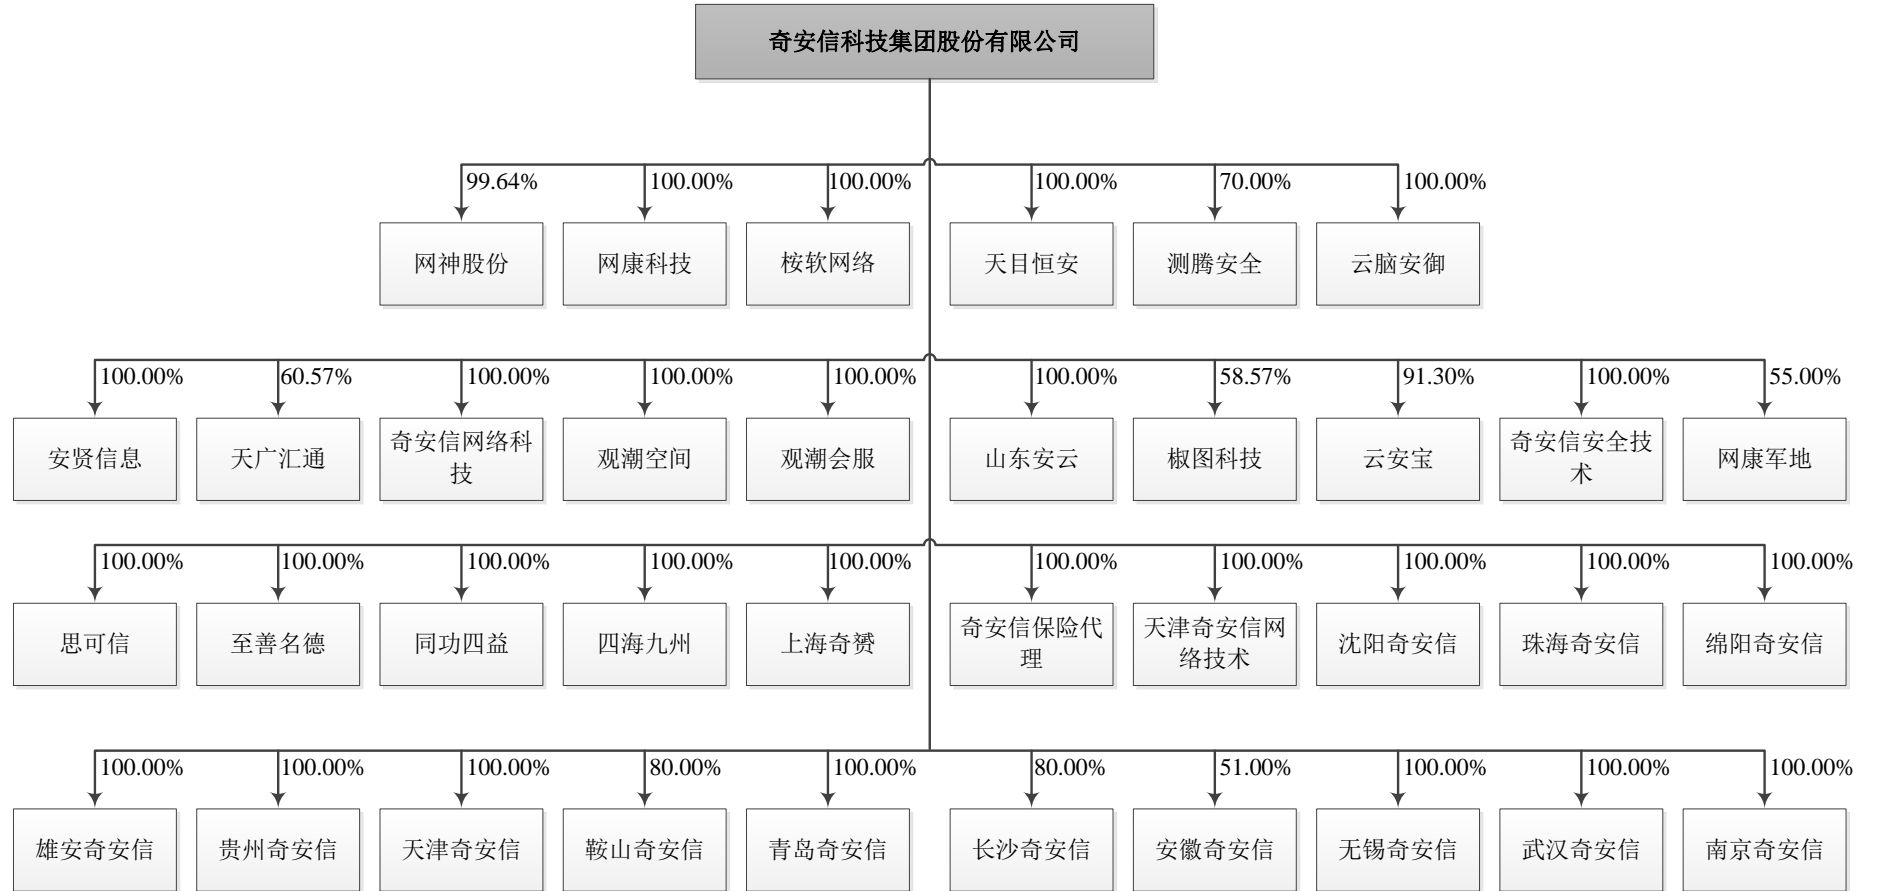 奇安信科技集团股份有限公司
99.64% 100.00% 100.00% 100.00% 70.00% 100.00%
网神股份 网康科技 桉软网络 天目恒安 测腾安全 云脑安御
100.00% 60.57% 100.00% 100.00% 100.00% 100.00% 58.57% 91.30% 100.00% 55.00%
安贤信息 天广汇通 奇安信网络科
技 观潮空间 观潮会服 山东安云 椒图科技 云安宝 奇安信安全技
术 网康军地
100.00% 100.00% 100.00% 100.00% 100.00% 100.00% 100.00% 100.00% 100.00% 100.00%
思可信 至善名德 同功四益 四海九州 上海奇赟 奇安信保险代
理 天津奇安信网
络技术 沈阳奇安信 珠海奇安信 绵阳奇安信
100.00% 100.00% 100.00% 80.00% 100.00% 80.00% 51.00% 100.00% 100.00% 100.00%
雄安奇安信 贵州奇安信 天津奇安信 鞍山奇安信 青岛奇安信 长沙奇安信 安徽奇安信 无锡奇安信 武汉奇安信 南京奇安信